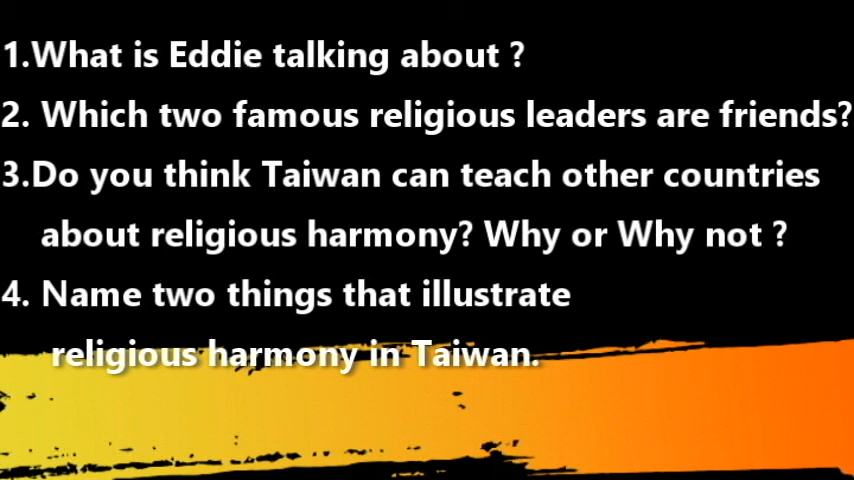 1.What is Eddie talking about ?
2. Which two famous religious leaders are friends?
3.Do you think Taiwan can teach other countries
about religious harmony? Why or Why not ?
4. Name two things that illustrate
religious harmony in Taiwan.